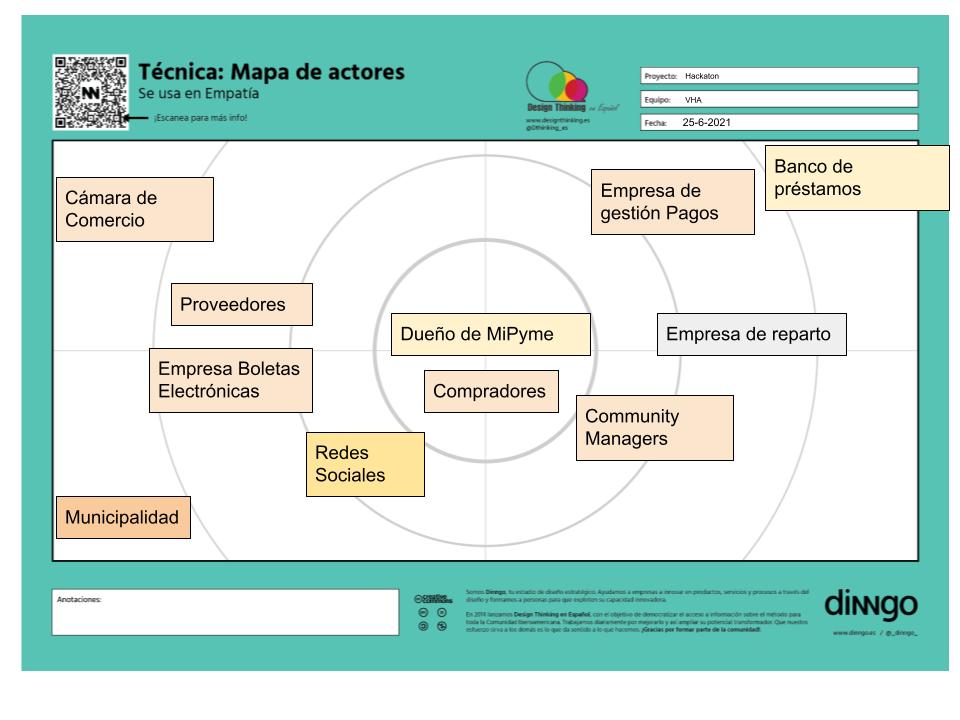 Técnica: Mapa de actores
Se usa en Empatía
¡Escanea para más info!
NN
Design Thinking en Español
www.designthinking.es
@Dthinking_es
Proyecto: Hackaton
Equipo: VHA
Fecha: 25-6-2021
Banco de
préstamos
Empresa de
gestión Pagos
Cámara de
Comercio
Proveedores
Dueño de MiPyme
Empresa de reparto
Empresa Boletas
Electrónicas
Compradores
Community
Managers
Redes
Sociales
Municipalidad
Anotaciones:
creative
commons
Somos Dinngo, tu estudio de diseño estratégico. Ayudamos a empresas a innovar en productos, servicios y procesos a través del
diseño y formamos a personas para que exploten su capacidad innovadora.
En 2014 lanzamos Design Thinking en Español, con el objetivo de democratizar el acceso a información sobre el método para
toda la Comunidad Iberoamericana. Trabajamos diariamente por mejorarlo y así ampliar su potencial transformador. Que nuestro
esfuerzo sirva a los demás es lo que da sentido a lo que hacemos. ¡Gracias por formar parte de la comunidad!.
dinngo
www.dinngo.es / @_dinngo_